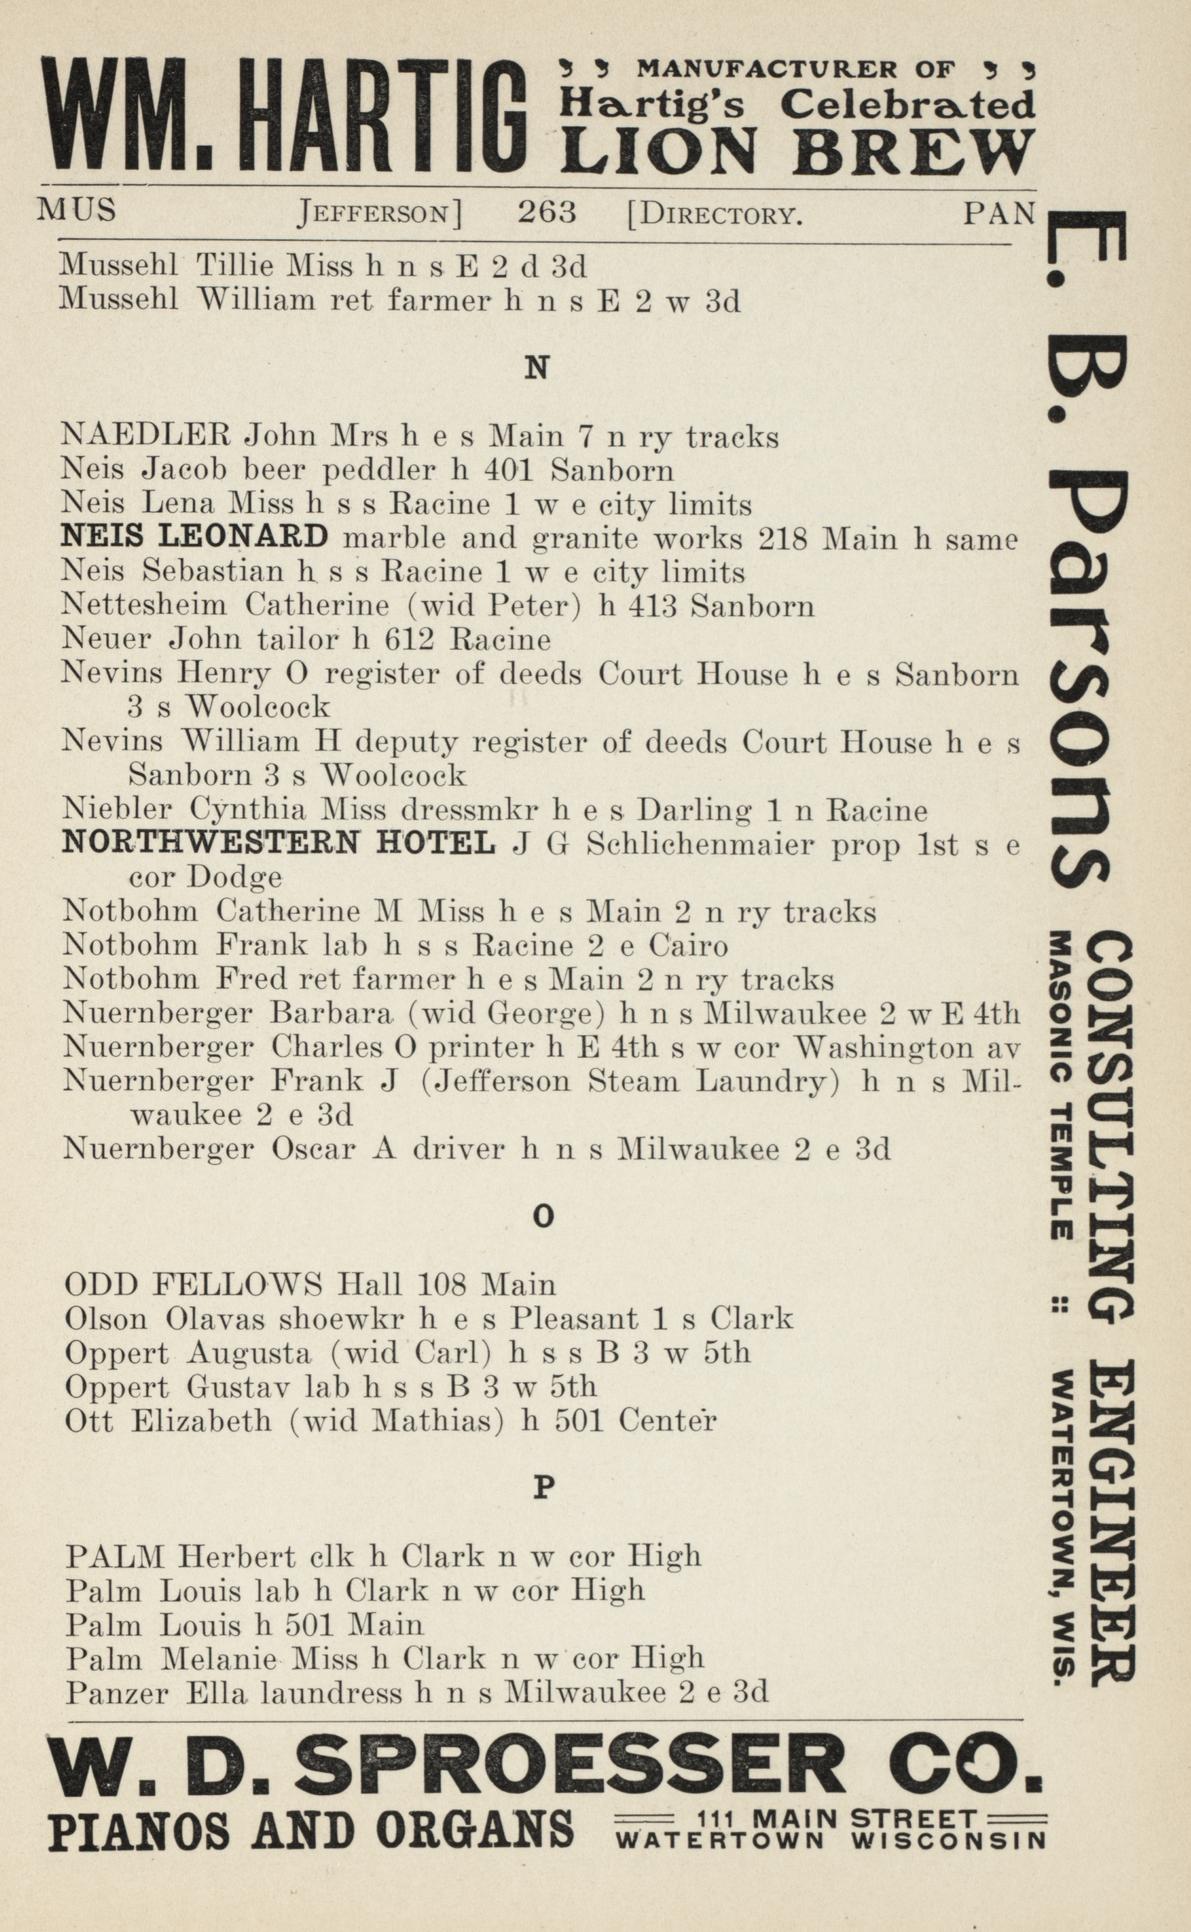 WM. HARTIG
MANUFACTURER OF
Hartig's Celebrated
LION BREW
MUS JEFFERSON] 263 [DIRECTORY. PAN
Mussehl Tillie Miss h n s E 2 d 3d
Mussehl William ret farmer h n s E 2 w 3d
N
NAEDLER John Mrs h e s Main 7 n ry tracks
Neis Jacob beer peddler h 401 Sanborn
Neis Lena Miss h s s Racine 1 w e city limits
NEIS LEONARD marble and granite works 218 Main h same
Neis Sebastian h s s Racine 1 w e city limits
Nettesheim Catherine (wid Peter) h 413 Sanborn
Neuer John tailor h 612 Racine
Nevins Henry O register of deeds Court House h e s Sanborn
3 s Woolcock
Nevins William H deputy register of deeds Court House h e s
Sanborn 3 s Woolcock
Niebler Cynthia Miss dressmkr h e s Darling 1 n Racine
NORTHWESTERN HOTEL J G Schlichenmaier prop 1st s e
cor Dodge
Notbohm Catherine M Miss h e s Main 2 n ry tracks
Notbohm Frank lab h s s Racine 2 e Cairo
Notbohm Fred ret farmer h e s Main 2 n ry tracks
Nuernberger Barbara (wid George) h n s Milwaukee 2 w E 4th
Nuernberger Charles O printer h E 4th s w cor Washington av
Nuernberger Frank J (Jefferson Steam Laundry) h n s Mil-
waukee 2 e 3d
Nuernberger Oscar A driver h n s Milwaukee 2 e 3d
O
ODD FELLOWS Hall 108 Main
Olson Olavas shoewkr h e s Pleasant 1 s Clark
Oppert Augusta (wid Carl) h s s B 3 w 5th
Oppert Gustav lab h s s B 3 w 5th
Ott Elizabeth (wid Mathias) h 501 Center
P
PALM Herbert clk h Clark n w cor High
Palm Louis lab h Clark n w cor High
Palm Louis h 501 Main
Palm Melanie Miss h Clark n w cor High
Panzer Ella laundress h n s Milwaukee 2 e 3d
E. B. Parsons
CONSULTING ENGINEER
MASONIC TEMPLE :: WATERTOWN, WIS.
W. D. SPROESSER CO.
PIANOS AND ORGANS
111 MAIN STREET
WATERTOWN WISCONSIN